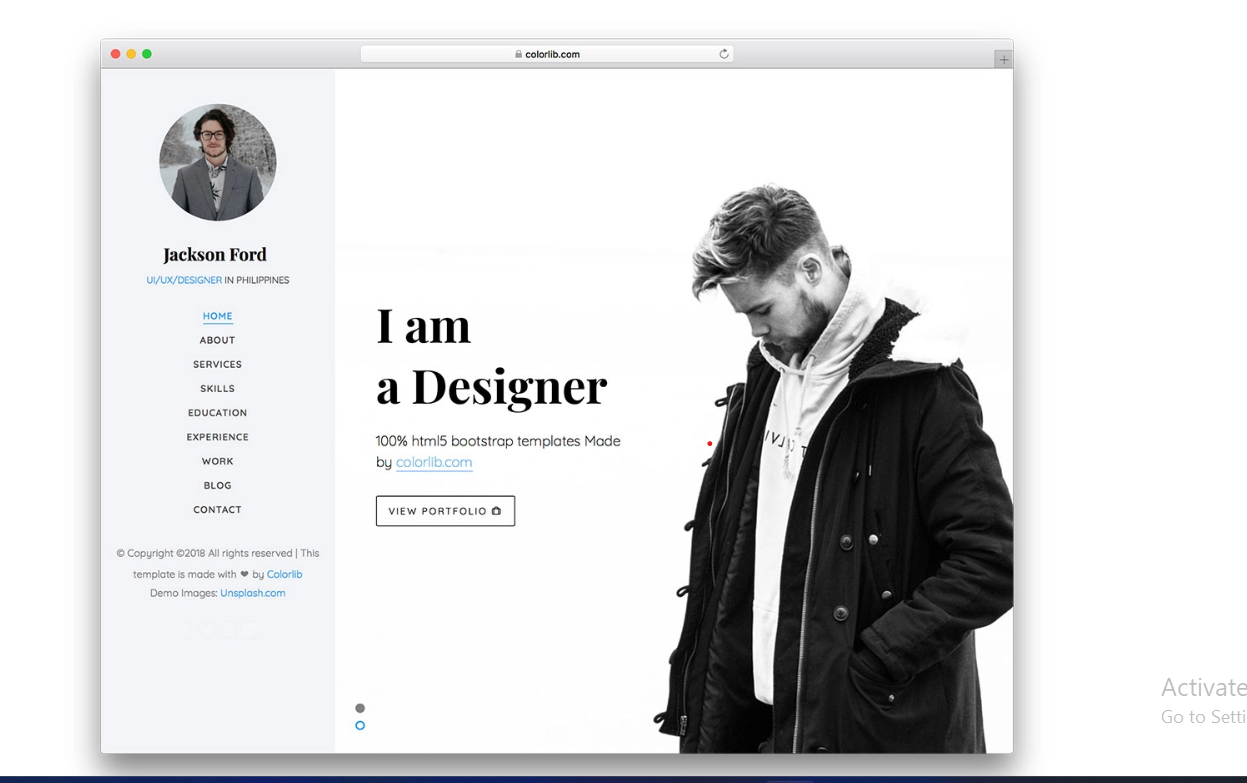 colorlib.com
Jackson Ford
UI/UX/DESIGNER IN PHILIPPINES
HOME
ABOUT
SERVICES
SKILLS
EDUCATION
EXPERIENCE
WORK
BLOG
CONTACT
© Copyright ©2018 All rights reserved | This
template is made with ❤ by Colorlib
Demo Images: Unsplash.com
I am
a Designer
100% html5 bootstrap templates Made
by colorlib.com
VIEW PORTFOLIO
Activate
Go to Setti